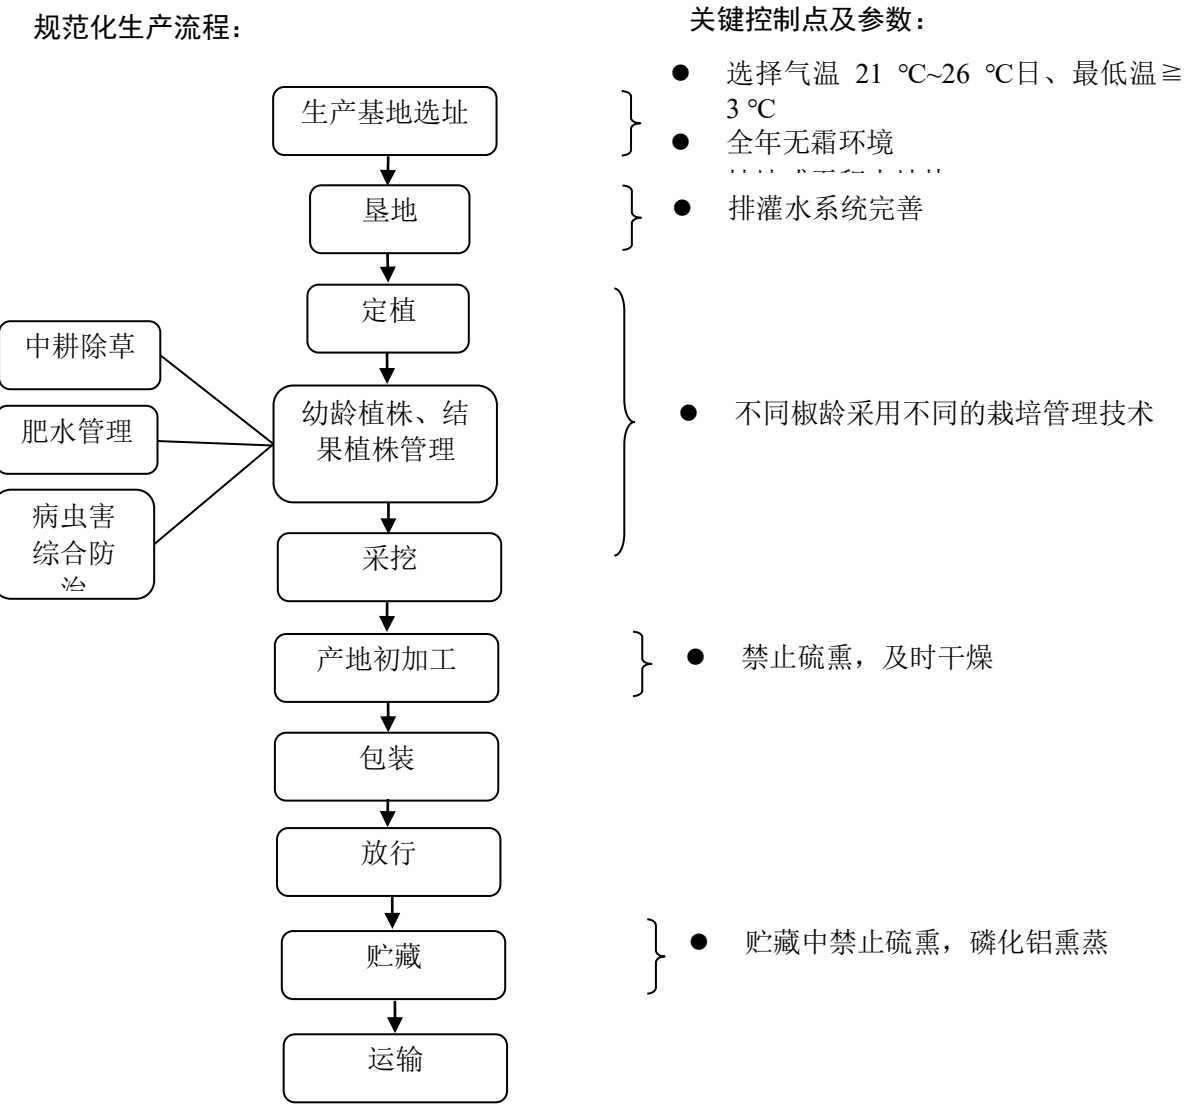 规范化生产流程：
关键控制点及参数：
生产基地选址
选择气温 21 ℃~26 ℃日、最低温≧
3 ℃
全年无霜环境
垦地
排灌水系统完善
定植
中耕除草
肥水管理
病虫害
综合防
治
幼龄植株、结
果植株管理
不同椒龄采用不同的栽培管理技术
采挖
产地初加工
禁止硫熏，及时干燥
包装
放行
贮藏
贮藏中禁止硫熏，磷化铝熏蒸
运输